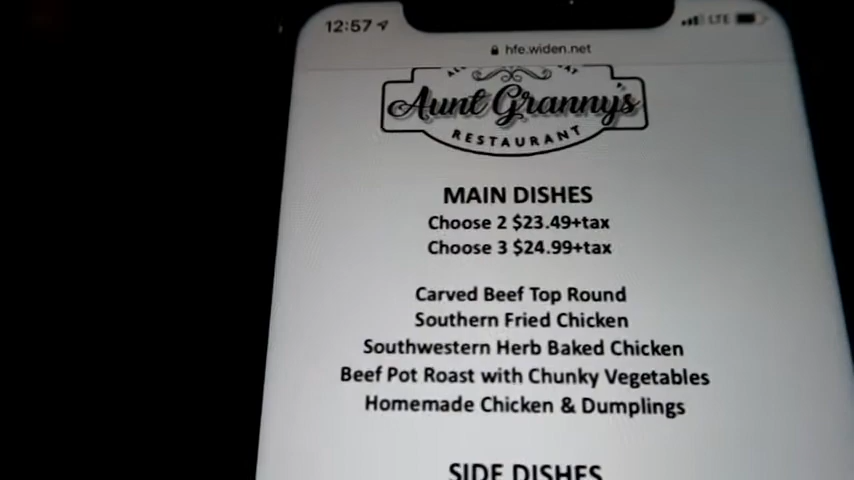 12:57
LTE
hfe.widen.net
Aunt Granny's
RESTAURANT
MAIN DISHES
Choose 2 $23.49+tax
Choose 3 $24.99+tax
Carved Beef Top Round
Southern Fried Chicken
Southwestern Herb Baked Chicken
Beef Pot Roast with Chunky Vegetables
Homemade Chicken & Dumplings
SIDE DISHES